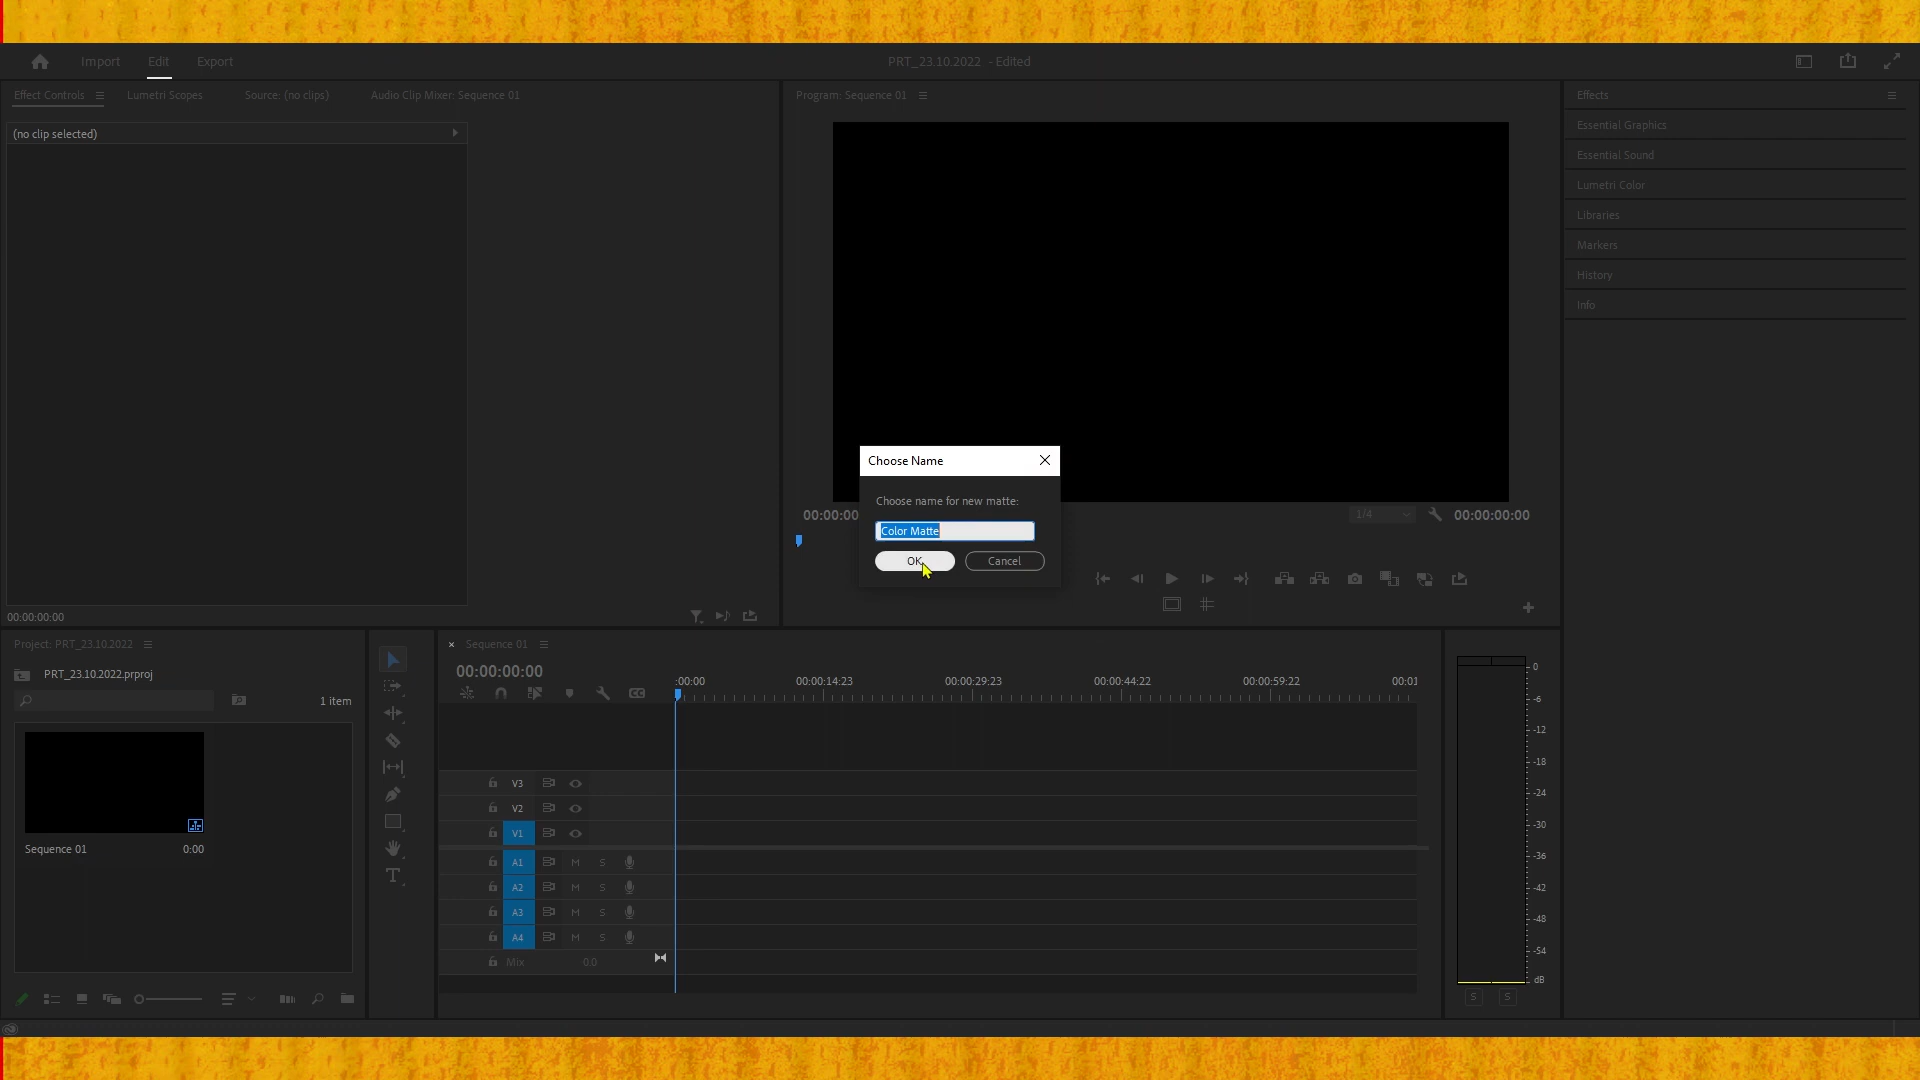 Import Edit Export
PRT_23.10.2022 - Edited
Effect Controls Lumetri Scopes Source: (no clips) Audio Clip Mixer: Sequence 01
(no clip selected)
00:00:00:00
Program: Sequence 01
00:00:00
1/4
00:00:00:00
Effects
Essential Graphics
Essential Sound
Lumetri Color
Libraries
Markers
History
Info
Choose Name
Choose name for new matte:
Color Matte
OK
Cancel
Project: PRT_23.10.2022
PRT_23.10.2022.prproj
1 item
Sequence 01 0:00
Sequence 01
00:00:00:00
:00:00 00:00:14:23 00:00:29:23 00:00:44:22 00:00:59:22 00:01
V3
V2
V1
A1 M S
A2 M S
A3 M S
A4 M S
Mix 0.0
0
-6
-12
-18
-24
-30
-36
-42
-48
-54
dB
S S